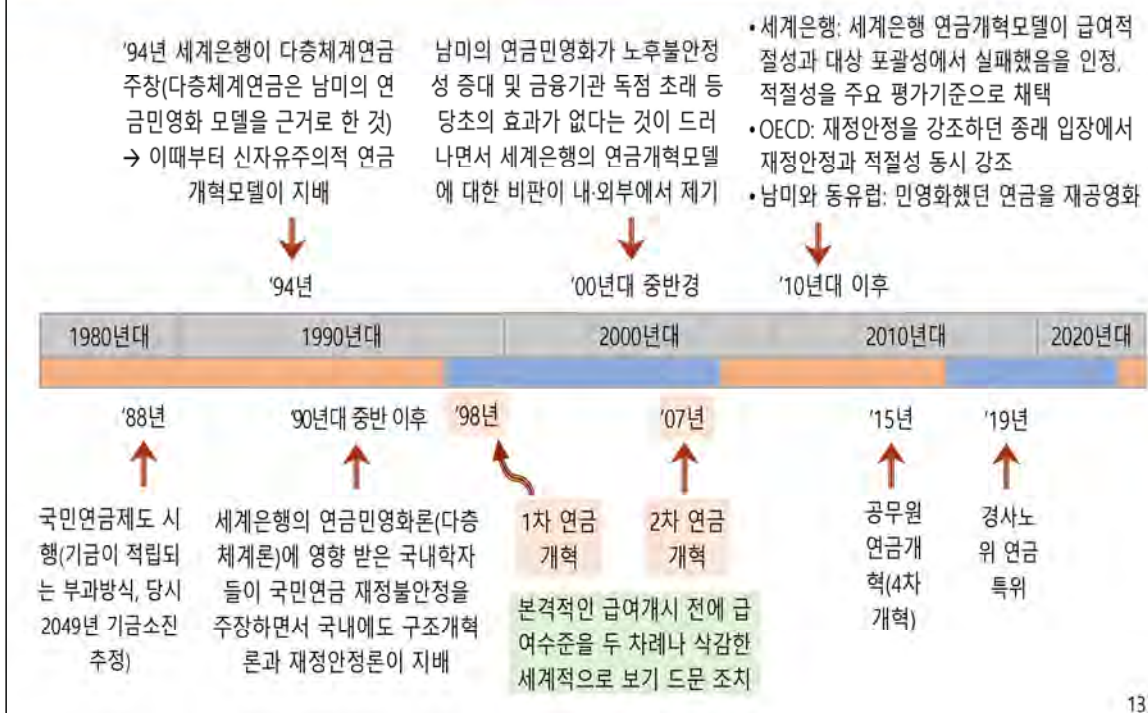 '94년 세계은행이 다층체계연금
주창(다층체계연금은 남미의 연
금민영화 모델을 근거로 한 것)
→ 이때부터 신자유주의적 연금
개혁모델이 지배
남미의 연금민영화가 노후불안정
성 증대 및 금융기관 독점 초래 등
당초의 효과가 없다는 것이 드러
나면서 세계은행의 연금개혁모델
에 대한 비판이 내·외부에서 제기
•세계은행: 세계은행 연금개혁모델이 급여적
절성과 대상 포괄성에서 실패했음을 인정,
적절성을 주요 평가기준으로 채택
•OECD: 재정안정을 강조하던 종래 입장에서
재정안정과 적절성 동시 강조
•남미와 동유럽: 민영화했던 연금을 재공영화
'94년
'00년대 중반경
'10년대 이후
1980년대
1990년대
2000년대
2010년대
2020년대
'88년
'90년대 중반 이후
'98년
'07년
'15년
'19년
국민연금제도 시
행(기금이 적립되
는 부과방식, 당시
2049년 기금소진
추정)
세계은행의 연금민영화론(다층
체계론)에 영향 받은 국내학자
들이 국민연금 재정불안정을
주장하면서 국내에도 구조개혁
론과 재정안정론이 지배
1차 연금
개혁
2차 연금
개혁
본격적인 급여개시 전에 급
여수준을 두 차례나 삭감한
세계적으로 보기 드문 조치
공무원
연금개
혁(4차
개혁)
경사노
위 연금
특위
13